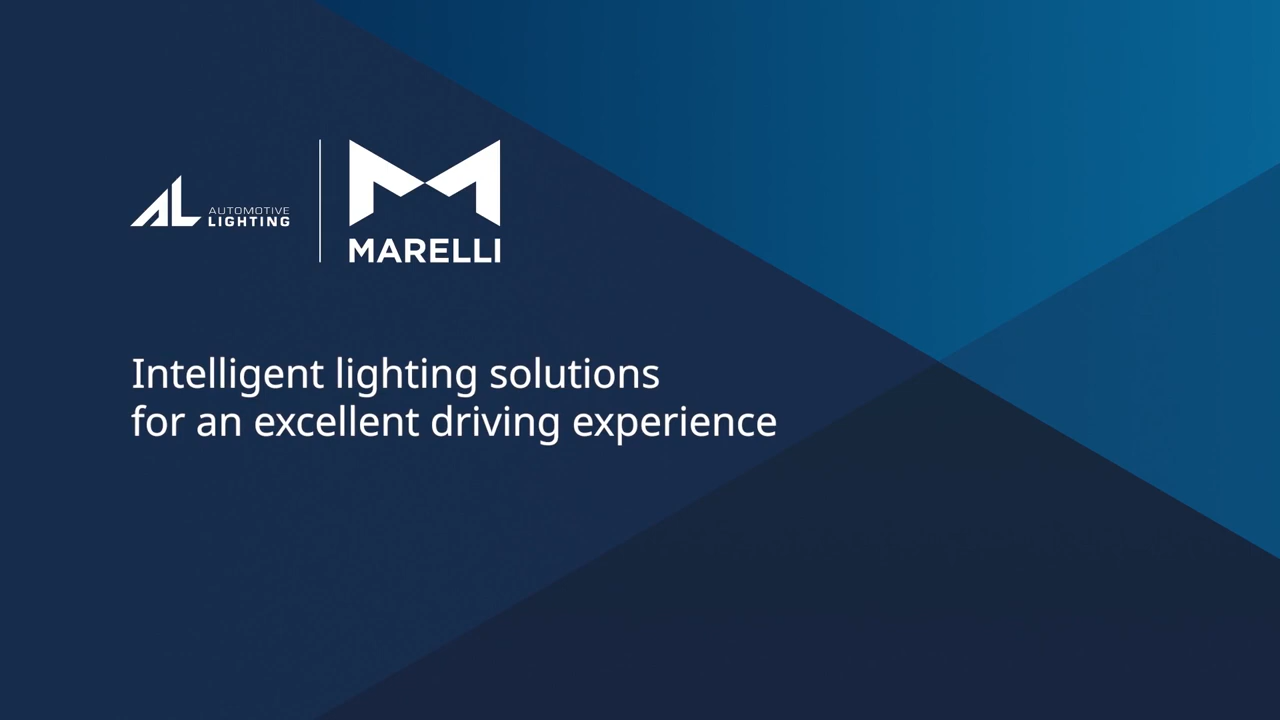 AL AUTOMOTIVE
LIGHTING
MARELLI
Intelligent lighting solutions
for an excellent driving experience